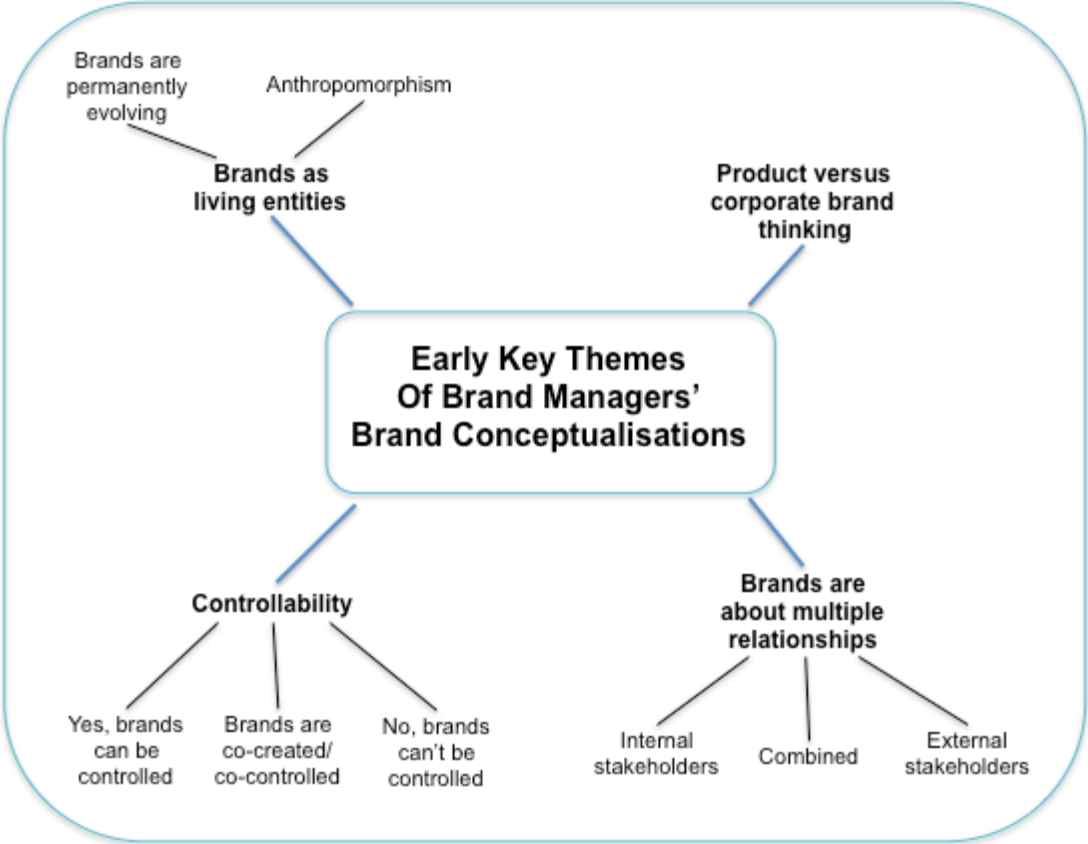 Brands are
permanently
evolving
Anthropomorphism
Brands as
living entities
Product versus
corporate brand
thinking
Early Key Themes
Of Brand Managers’
Brand Conceptualisations
Controllability
Yes, brands
can be
controlled
Brands are
co-created/
co-controlled
No, brands
can’t be
controlled
Brands are
about multiple
relationships
Internal
stakeholders
Combined
External
stakeholders